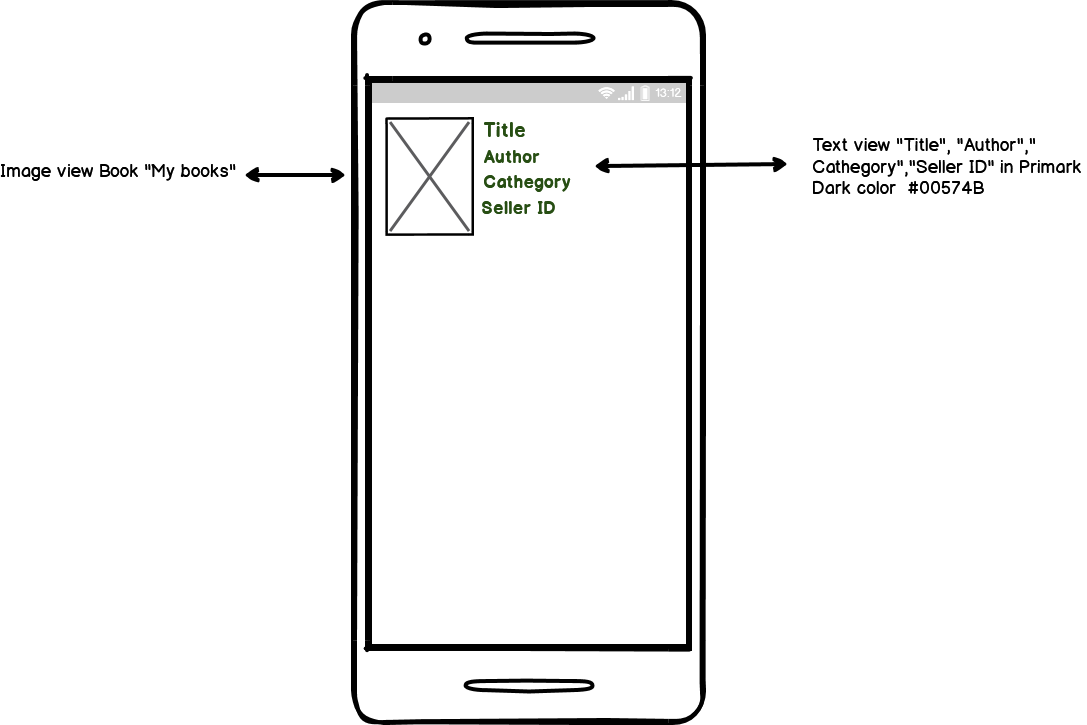 13:12
Title
Author
Cathegory
Seller ID
Image view Book "My books"
Text view "Title", "Author","
Cathegory","Seller ID" in Primark
Dark color  #00574B